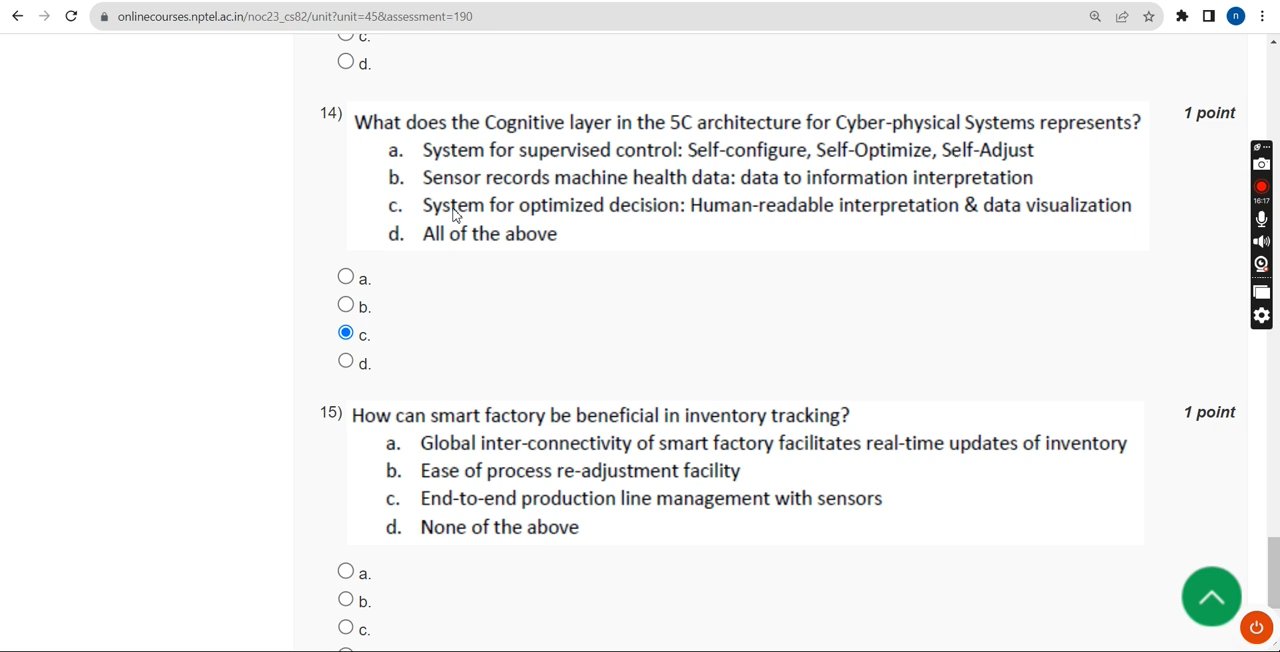 onlinecourses.nptel.ac.in/noc23_cs82/unit?unit=45&assessment=190
n
c.
d.
14) What does the Cognitive layer in the 5C architecture for Cyber-physical Systems represents? 1 point
a. System for supervised control: Self-configure, Self-Optimize, Self-Adjust
b. Sensor records machine health data: data to information interpretation
c. System for optimized decision: Human-readable interpretation & data visualization
d. All of the above
a.
b.
c.
d.
15) How can smart factory be beneficial in inventory tracking? 1 point
a. Global inter-connectivity of smart factory facilitates real-time updates of inventory
b. Ease of process re-adjustment facility
c. End-to-end production line management with sensors
d. None of the above
a.
b.
c.
16:17